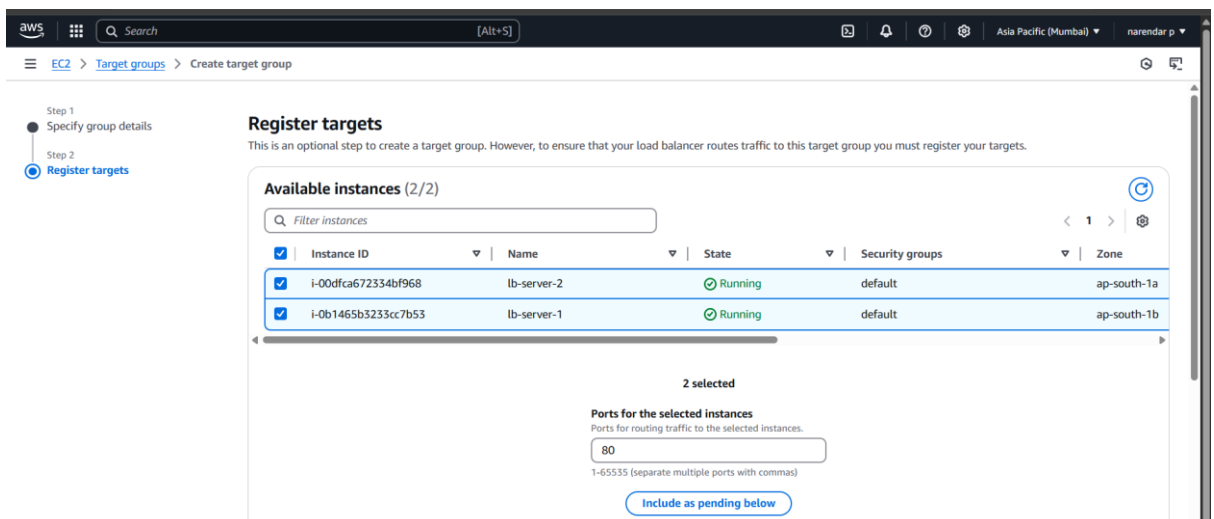 aws Search [Alt+S] Asia Pacific (Mumbai) narendar p
EC2 > Target groups > Create target group
Step 1
Specify group details
Step 2
Register targets
Register targets
This is an optional step to create a target group. However, to ensure that your load balancer routes traffic to this target group you must register your targets.
Available instances (2/2)
Filter instances
< 1 >
Instance ID Name State Security groups Zone
i-00dfca672334bf968 lb-server-2 Running default ap-south-1a
i-0b1465b3233cc7b53 lb-server-1 Running default ap-south-1b
2 selected
Ports for the selected instances
Ports for routing traffic to the selected instances.
80
1-65535 (separate multiple ports with commas)
Include as pending below